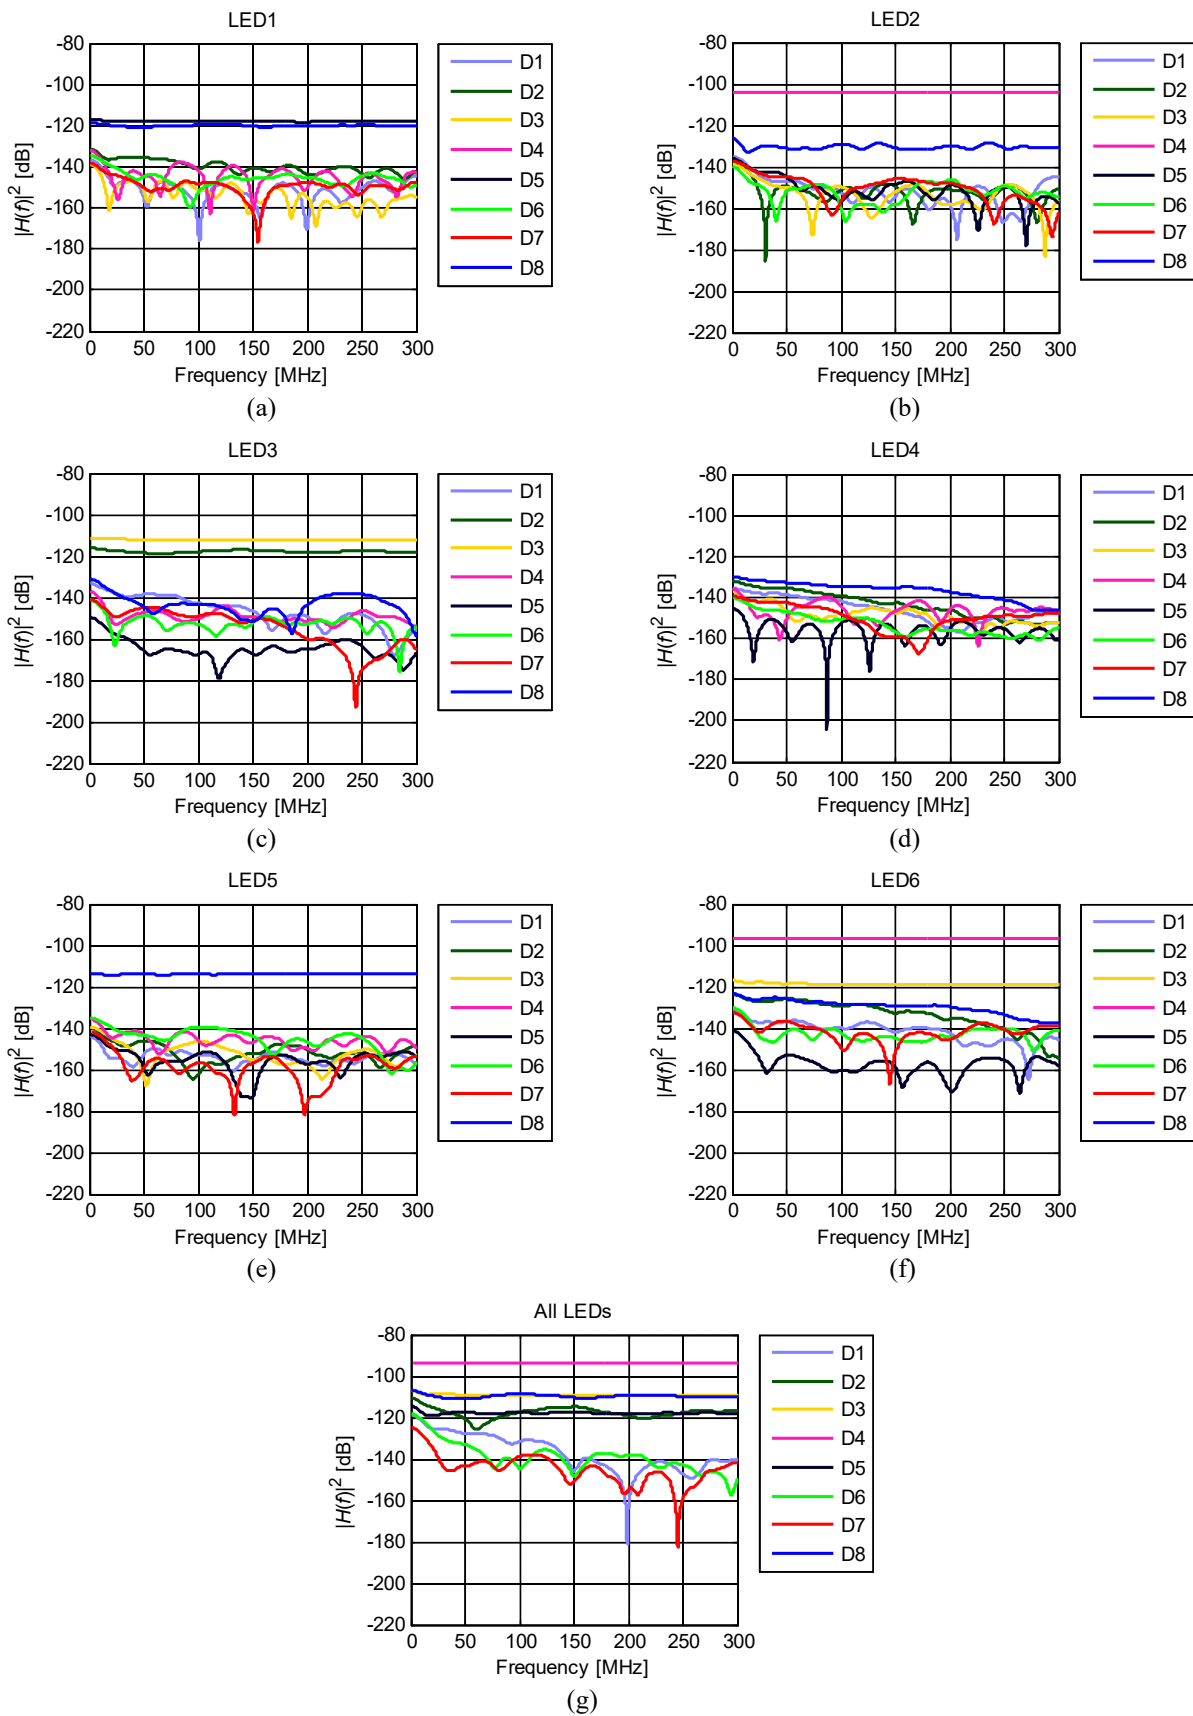 LED1
-80
-100
-120
-140
-160
-180
-200
-220
|H(f)|² [dB]
0 50 100 150 200 250 300
Frequency [MHz]
D1
D2
D3
D4
D5
D6
D7
D8
(a)
LED2
-80
-100
-120
-140
-160
-180
-200
-220
|H(f)|² [dB]
0 50 100 150 200 250 300
Frequency [MHz]
D1
D2
D3
D4
D5
D6
D7
D8
(b)
LED3
-80
-100
-120
-140
-160
-180
-200
-220
|H(f)|² [dB]
0 50 100 150 200 250 300
Frequency [MHz]
D1
D2
D3
D4
D5
D6
D7
D8
(c)
LED4
-80
-100
-120
-140
-160
-180
-200
-220
|H(f)|² [dB]
0 50 100 150 200 250 300
Frequency [MHz]
D1
D2
D3
D4
D5
D6
D7
D8
(d)
LED5
-80
-100
-120
-140
-160
-180
-200
-220
|H(f)|² [dB]
0 50 100 150 200 250 300
Frequency [MHz]
D1
D2
D3
D4
D5
D6
D7
D8
(e)
LED6
-80
-100
-120
-140
-160
-180
-200
-220
|H(f)|² [dB]
0 50 100 150 200 250 300
Frequency [MHz]
D1
D2
D3
D4
D5
D6
D7
D8
(f)
All LEDs
-80
-100
-120
-140
-160
-180
-200
-220
|H(f)|² [dB]
0 50 100 150 200 250 300
Frequency [MHz]
D1
D2
D3
D4
D5
D6
D7
D8
(g)